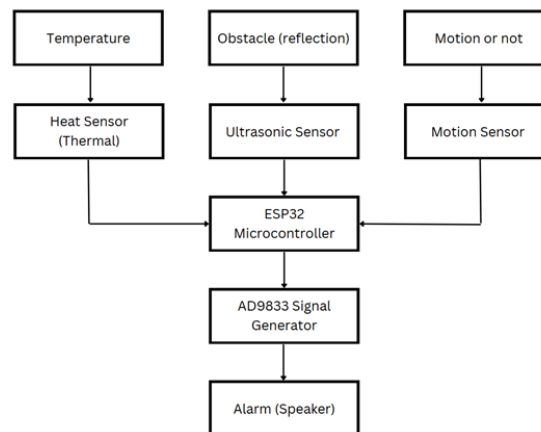 Temperature
Obstacle (reflection)
Motion or not
Heat Sensor
(Thermal)
Ultrasonic Sensor
Motion Sensor
ESP32
Microcontroller
AD9833 Signal
Generator
Alarm (Speaker)